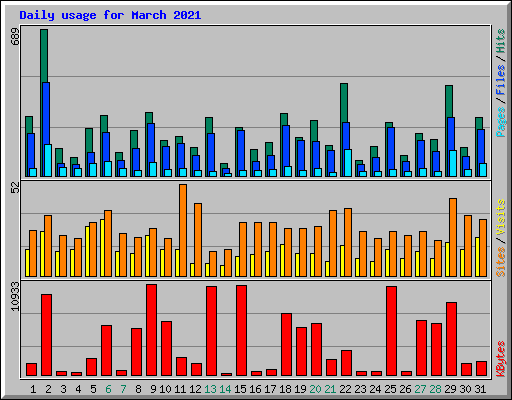 Daily usage for March 2021
689
Pages / Files / Hits
52
Sites / Visits
10933
KBytes
1 2 3 4 5 6 7 8 9 10 11 12 13 14 15 16 17 18 19 20 21 22 23 24 25 26 27 28 29 30 31